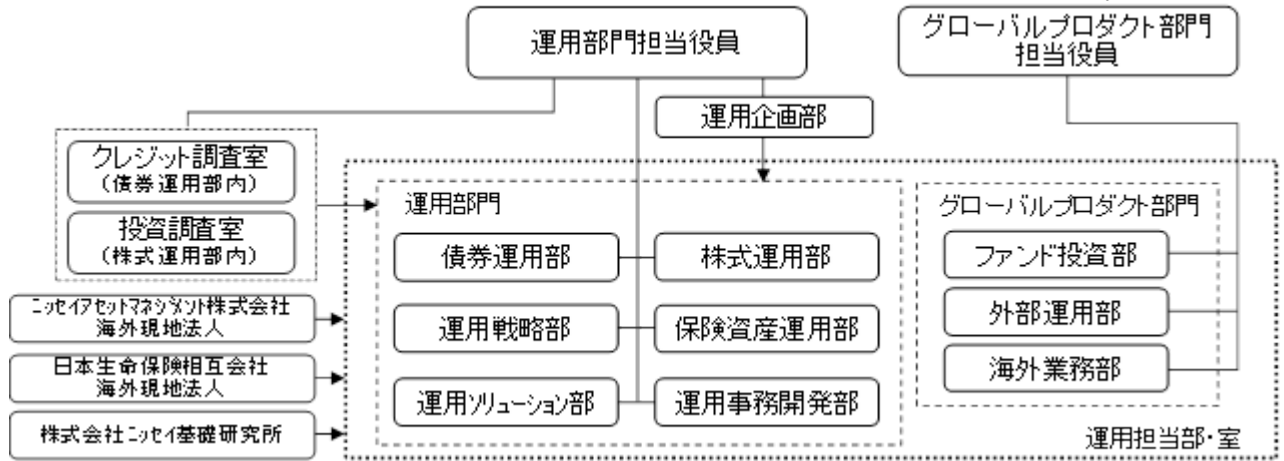 運用部門担当役員
グローバルプロダクト部門
担当役員
運用企画部
クレジット調査室
（債券運用部内）
投資調査室
（株式運用部内）
運用部門
グローバルプロダクト部門
債券運用部
株式運用部
ファンド投資部
ニッセイアセットマネジメント株式会社
海外現地法人
運用戦略部
保険資産運用部
外部運用部
日本生命保険相互会社
海外現地法人
海外業務部
運用ソリューション部
運用事務開発部
株式会社ニッセイ基礎研究所
運用担当部・室